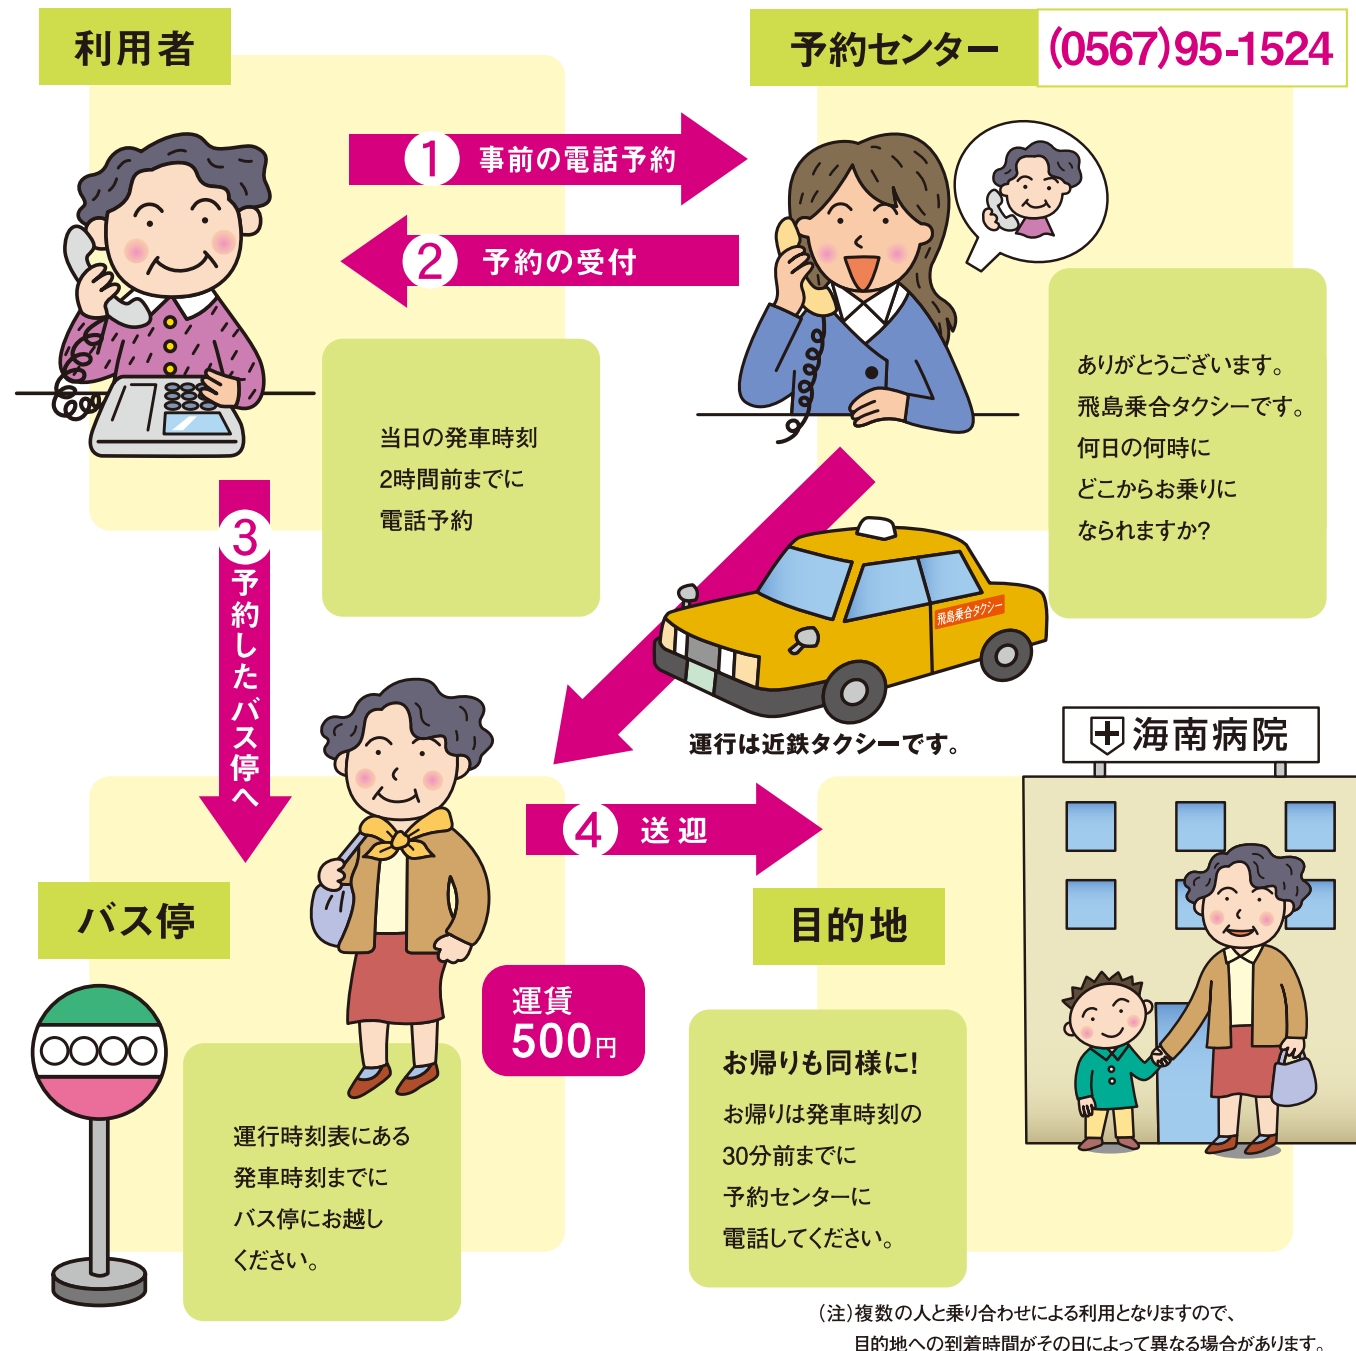 利用者
予約センター (0567)95-1524
1 事前の電話予約
2 予約の受付
当日の発車時刻
2時間前までに
電話予約
ありがとうございます。
飛島乗合タクシーです。
何日の何時に
どこからお乗りに
なられますか?
3 予約したバス停へ
飛島乗合タクシー
運行は近鉄タクシーです。
海南病院
4 送迎
バス停
運賃
500円
運行時刻表にある
発車時刻までに
バス停にお越し
ください。
目的地
お帰りも同様に!
お帰りは発車時刻の
30分前までに
予約センターに
電話してください。
〇〇〇〇
(注)複数の人と乗り合わせによる利用となりますので、
目的地への到着時間がその日によって異なる場合があります。